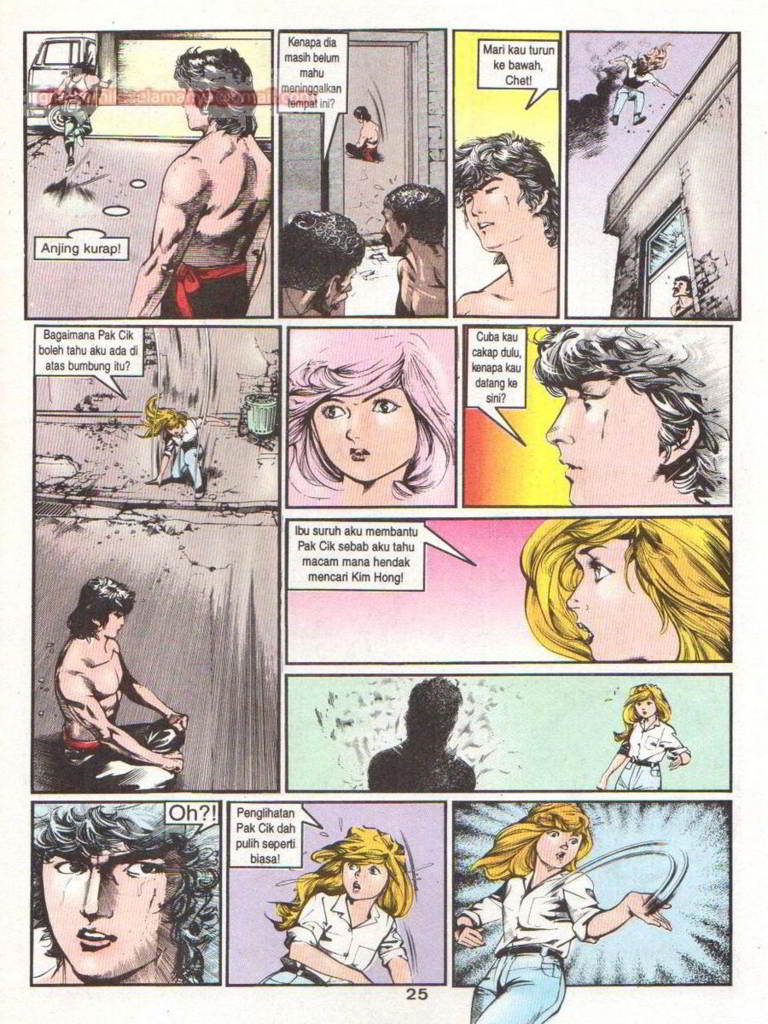 Anjing kurap!
Kenapa dia
masih belum
mahu
meninggalkan
tempat ini?
Mari kau turun
ke bawah,
Chet!
Bagaimana Pak Cik
boleh tahu aku ada di
atas bumbung itu?
Cuba kau
cakap dulu,
kenapa kau
datang ke
sini?
Ibu suruh aku membantu
Pak Cik sebab aku tahu
macam mana hendak
mencari Kim Hong!
Oh?!
Penglihatan
Pak Cik dah
pulih seperti
biasa!
25